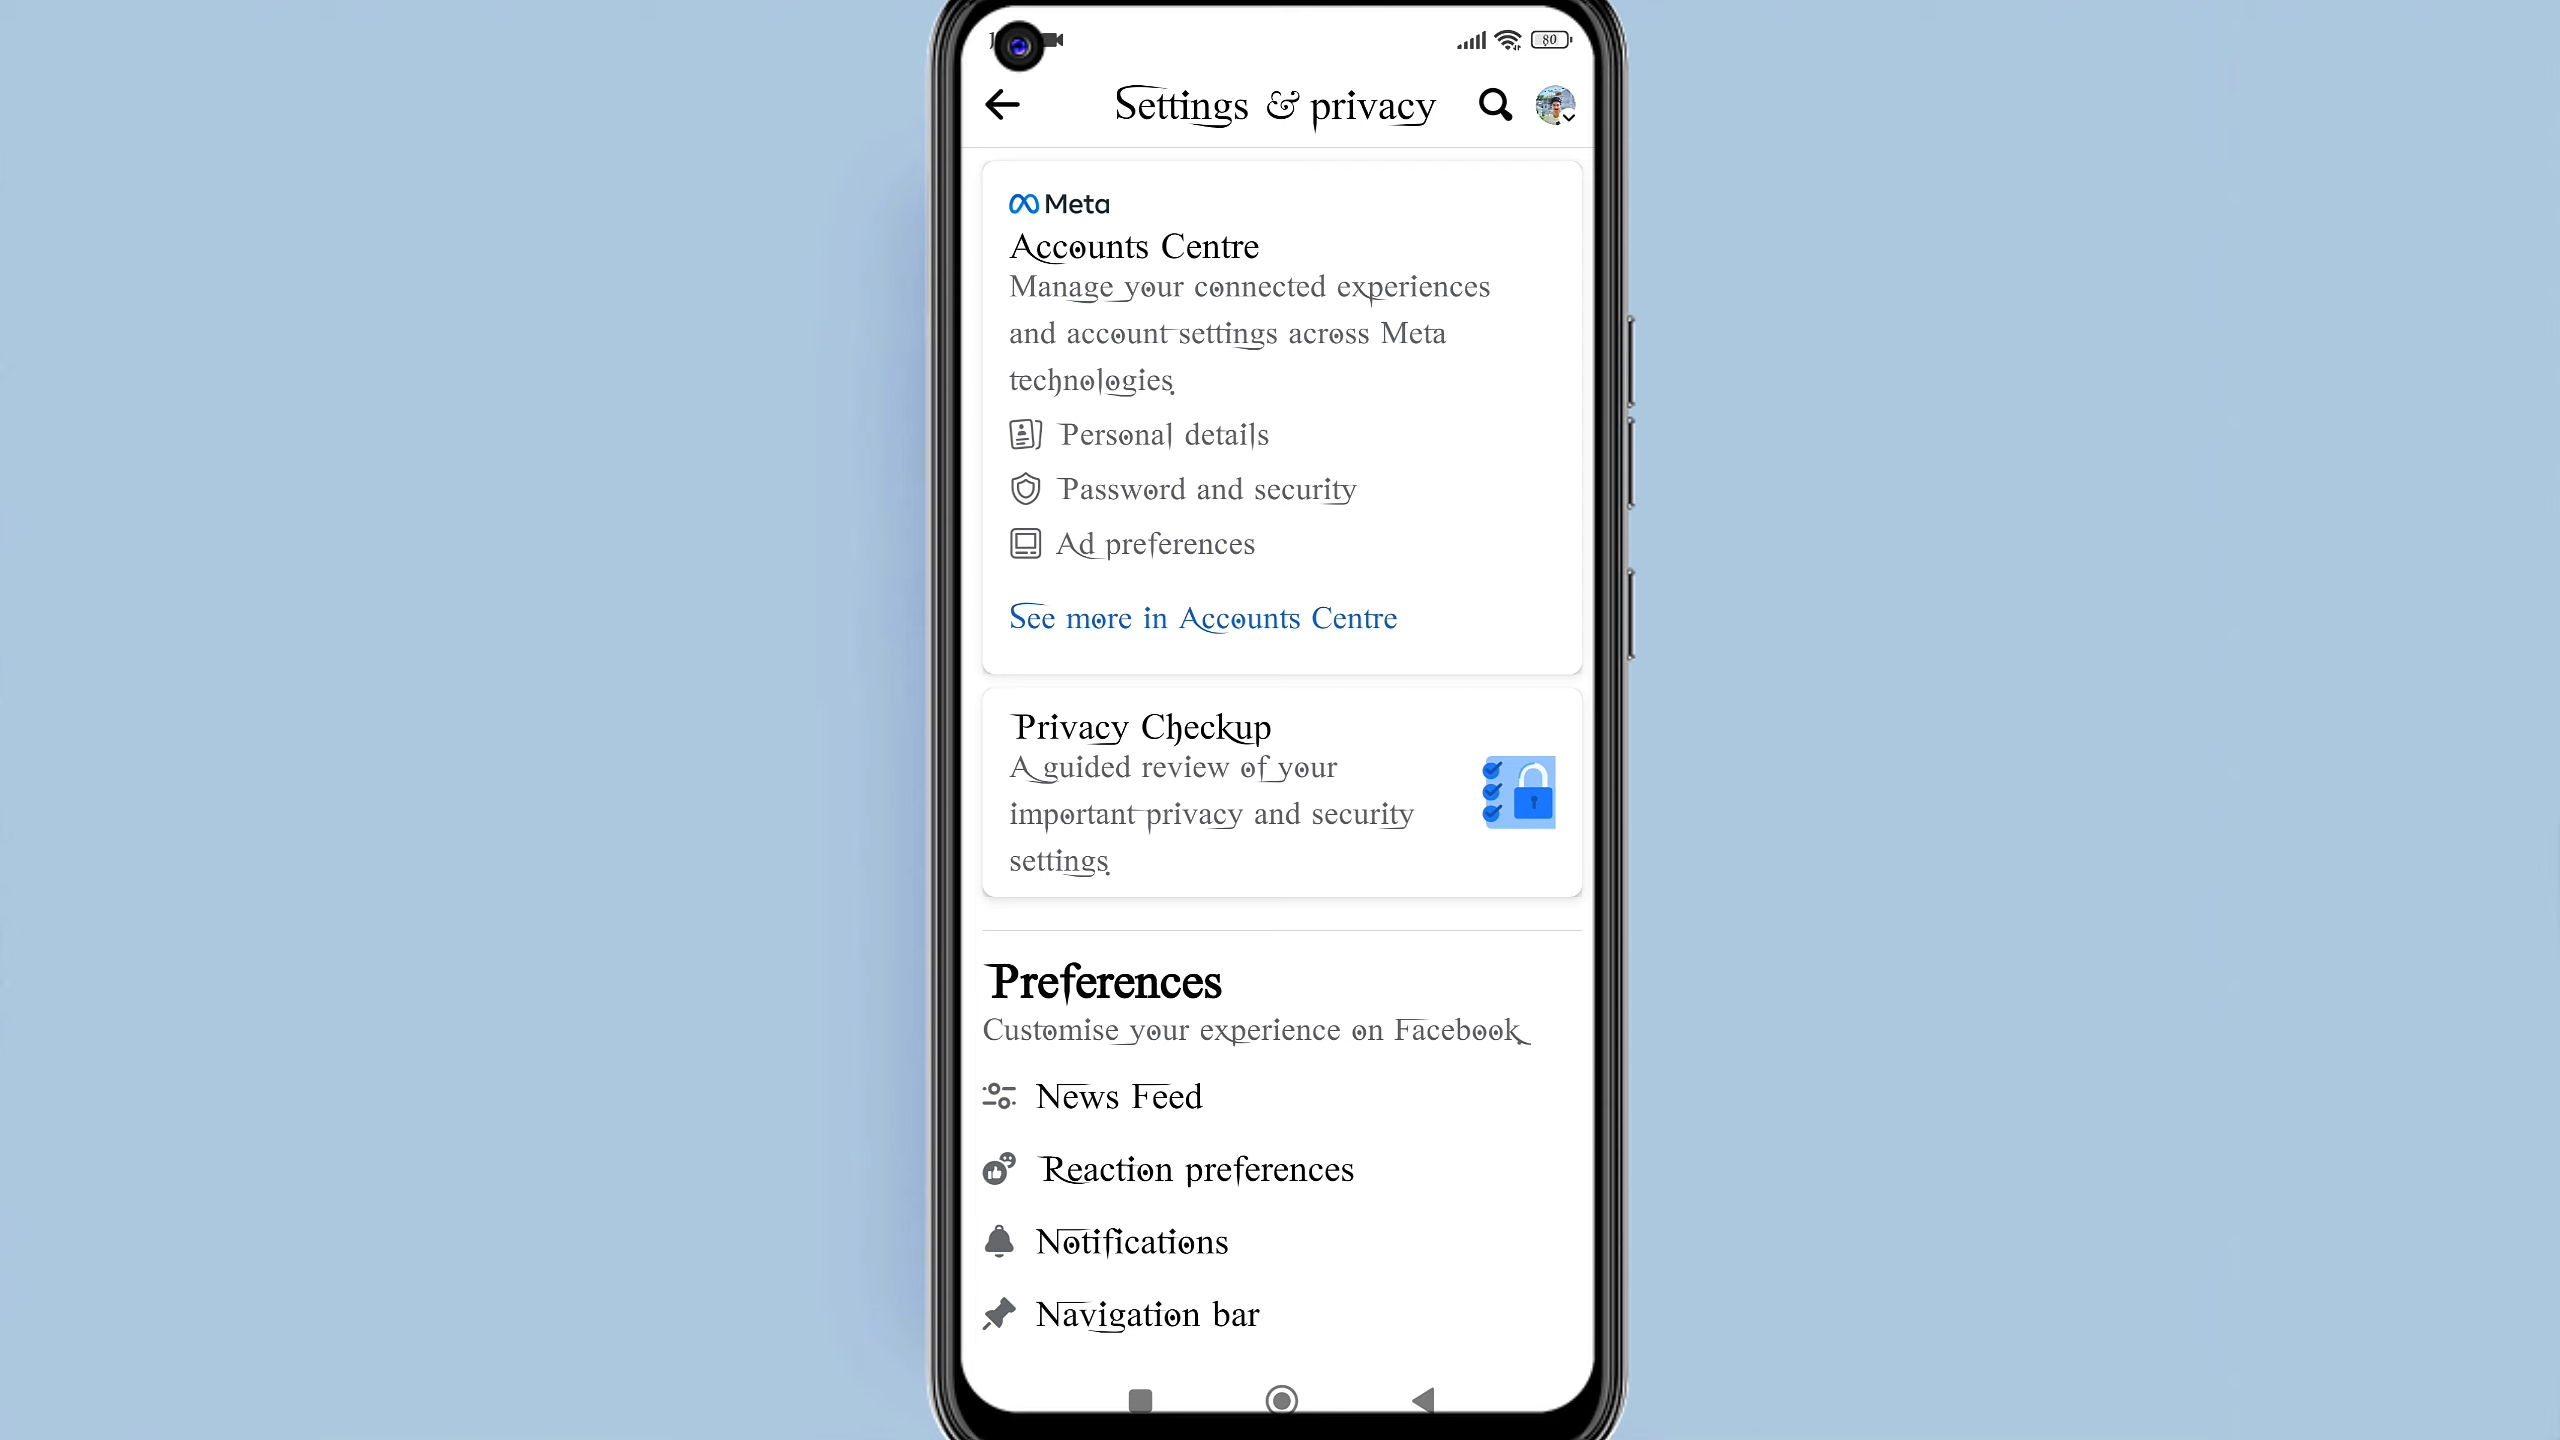 80
Settings & privacy
Meta
Accounts Centre
Manage your connected experiences
and account settings across Meta
technologies.
Personal details
Password and security
Ad preferences
See more in Accounts Centre
Privacy Checkup
A guided review of your
important privacy and security
settings.
Preferences
Customise your experience on Facebook.
News Feed
Reaction preferences
Notifications
Navigation bar